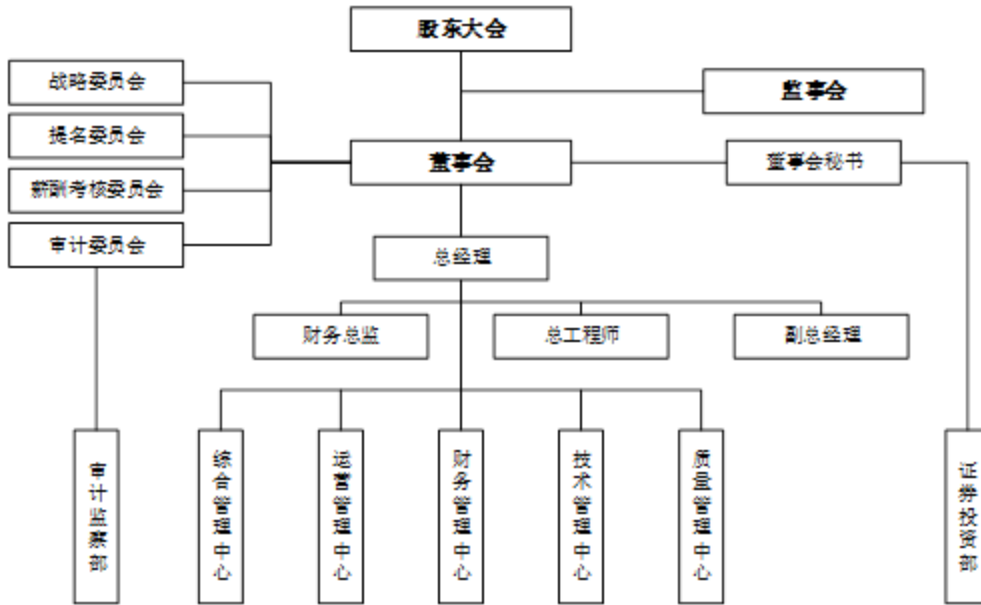 股东大会
战略委员会
监事会
提名委员会
董事会
董事会秘书
薪酬考核委员会
审计委员会
总经理
财务总监
总工程师
副总经理
审计监察部
综合管理中心
运营管理中心
财务管理中心
技术管理中心
质量管理中心
证券投资部